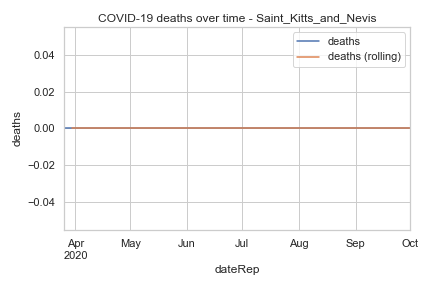 COVID-19 deaths over time - Saint_Kitts_and_Nevis
deaths
deaths (rolling)
0.04
0.02
0.00
−0.02
−0.04
deaths
Apr
2020
May
Jun
Jul
Aug
Sep
Oct
dateRep